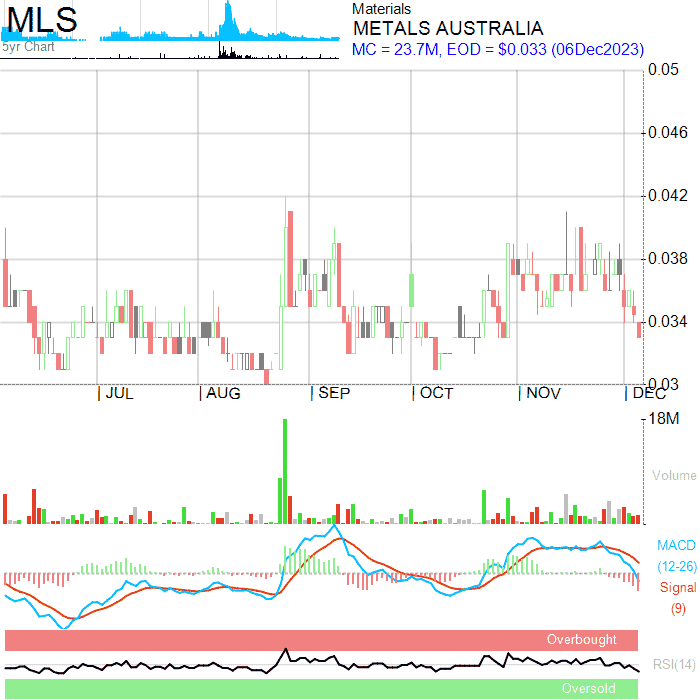 MLS
5yr Chart
Materials
METALS AUSTRALIA
MC = 23.7M, EOD = $0.033 (06Dec2023)
0.05
0.046
0.042
0.038
0.034
0.03
JUL
AUG
SEP
OCT
NOV
DEC
18M
Volume
MACD
(12-26)
Signal
(9)
Overbought
RSI(14)
Oversold